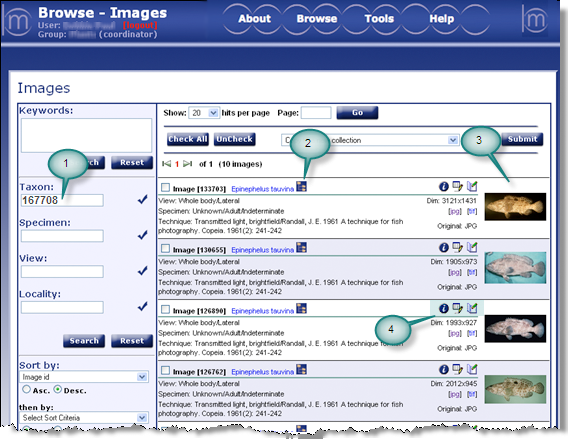 Browse - Images
User:
[logout]
Group:
(coordinator)
About
Browse
Tools
Help
Images
Keywords:
Reset
1
Taxon:
167708
Specimen:
View:
Locality:
Search
Reset
Sort by:
Image id
Asc.
Desc.
then by:
Select Sort Criteria
Show: 20 hits per page Page: Go
Check All
UnCheck
collection
Submit
2
3
1 of 1 (10 images)
Image [133703] Epinephelus tauvina
View: Whole body/Lateral
Dim: 3121x1431
Specimen: Unknown/Adult/Indeterminate
[jpg] [tif]
Technique: Transmitted light, brightfield/Randall, J. E. 1961 A technique for fish
photography. Copeia. 1961(2): 241-242
Original: JPG
Image [130655] Epinephelus tauvina
View: Whole body/Lateral
Dim: 1905x973
Specimen: Unknown/Adult/Indeterminate
[jpg] [tif]
Technique: Transmitted light, brightfield/Randall, J. E. 1961 A technique for fish
photography. Copeia. 1961(2): 241-242
Original: JPG
Image [126890] Epinephelus tauvina
4
View: Whole body/Lateral
Dim: 1993x927
Specimen: Unknown/Adult/Indeterminate
[jpg] [tif]
Technique: Transmitted light, brightfield/Randall, J. E. 1961 A technique for fish
photography. Copeia. 1961(2): 241-242
Original: JPG
Image [126762] Epinephelus tauvina
View: Whole body/Lateral
Dim: 2012x945
Specimen: Unknown/Adult/Indeterminate
[jpg] [tif]
Technique: Transmitted light, brightfield/Randall, J. E. 1961 A technique for fish
photography. Copeia. 1961(2): 241-242
Original: JPG